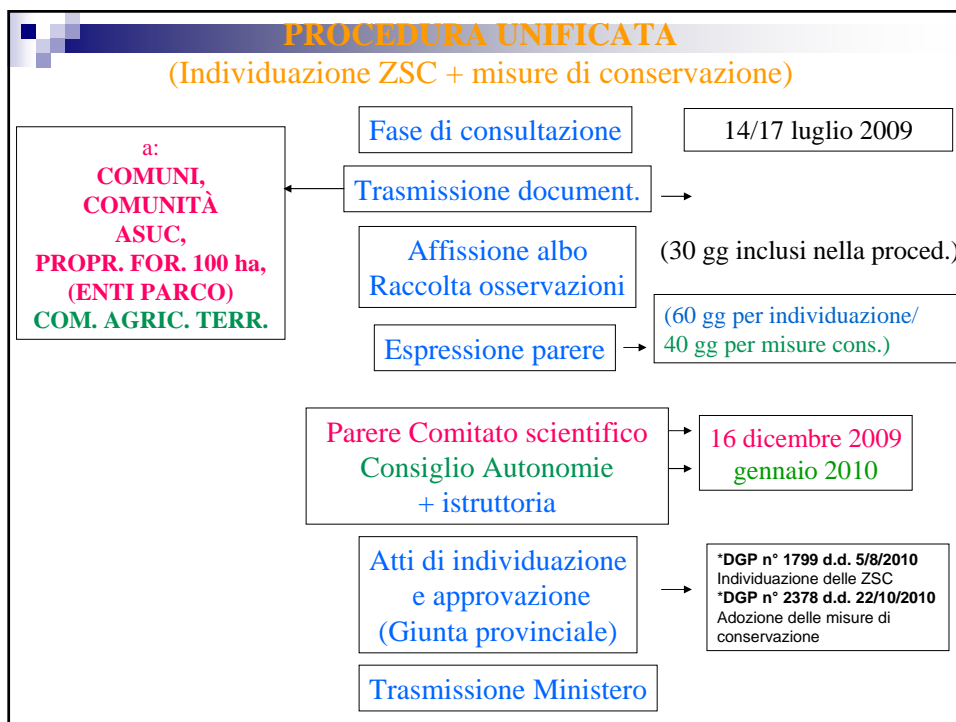 PROCEDURA UNIFICATA
(Individuazione ZSC + misure di conservazione)
Fase di consultazione
14/17 luglio 2009
a:
COMUNI,
COMUNITÀ
ASUC,
PROPR. FOR. 100 ha,
(ENTI PARCO)
COM. AGRIC. TERR.
Trasmissione document.
Affissione albo
Raccolta osservazioni
(30 gg inclusi nella proced.)
Espressione parere
(60 gg per individuazione/
40 gg per misure cons.)
Parere Comitato scientifico
Consiglio Autonomie
+ istruttoria
16 dicembre 2009
gennaio 2010
Atti di individuazione
e approvazione
(Giunta provinciale)
*DGP n° 1799 d.d. 5/8/2010
Individuazione delle ZSC
*DGP n° 2378 d.d. 22/10/2010
Adozione delle misure di
conservazione
Trasmissione Ministero